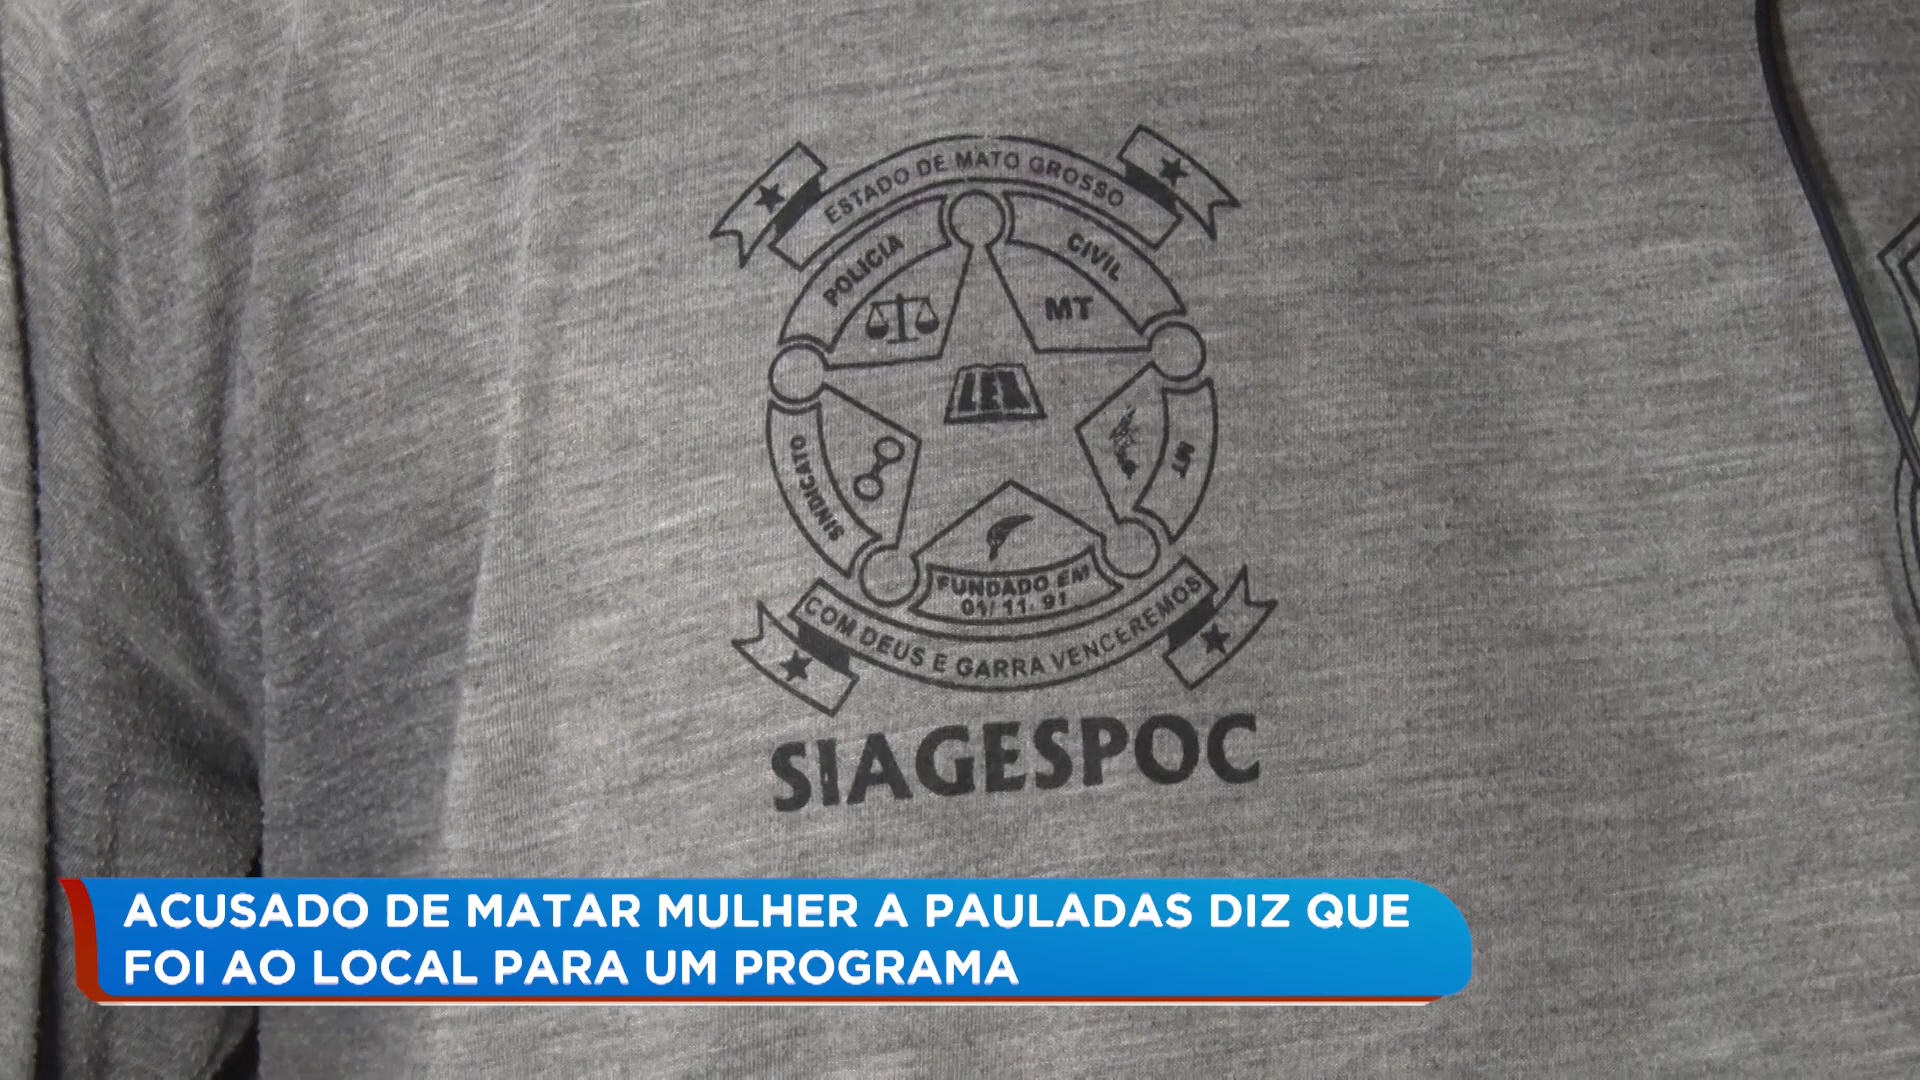 ESTADO DE MATO GROSSO
POLICIA
CIVIL
MT
LEX
SINDICATO
MT
FUNDADO EM
01/11.91
COM DEUS E GARRA VENCEREMOS
SIAGESPOC
ACUSADO DE MATAR MULHER A PAULADAS DIZ QUE
FOI AO LOCAL PARA UM PROGRAMA